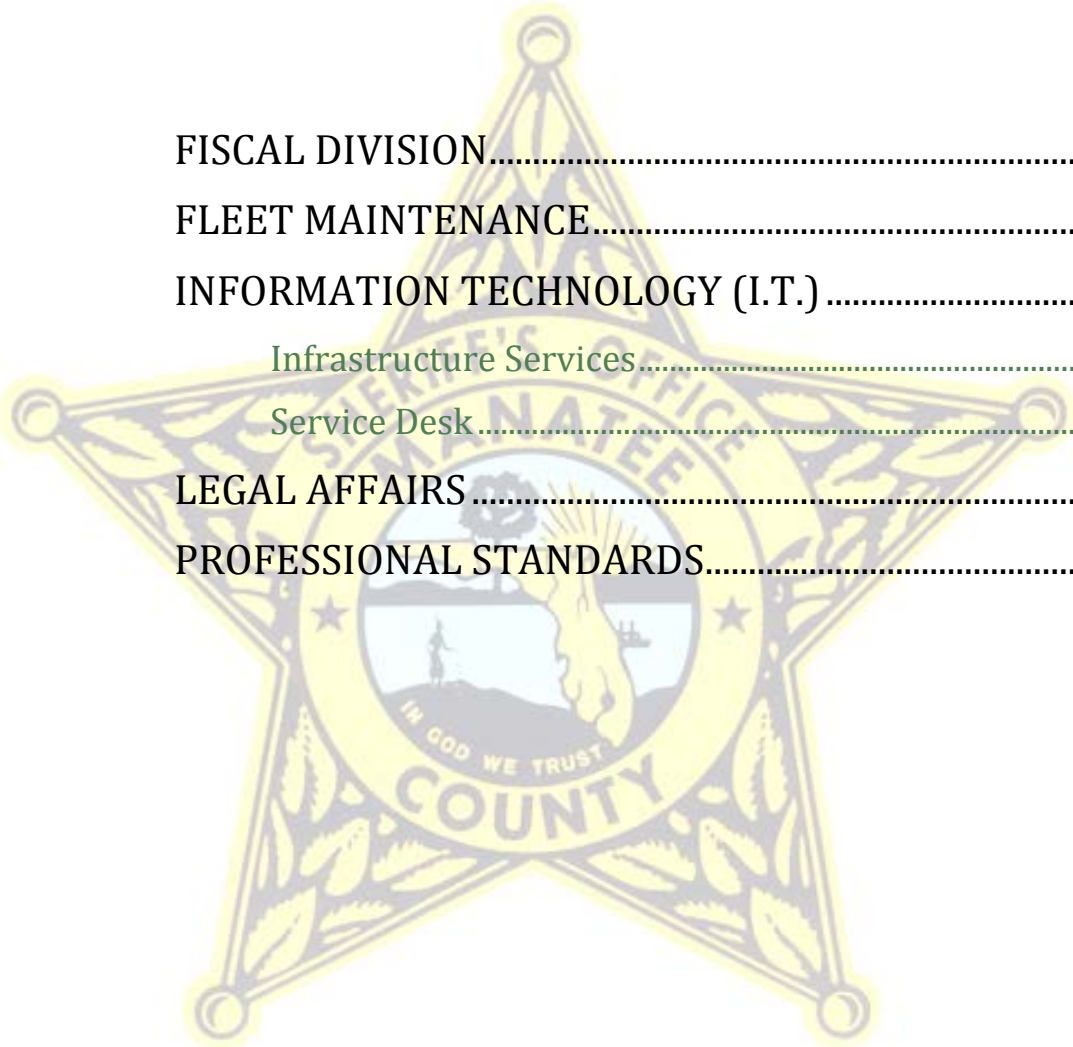 FISCAL DIVISION
FLEET MAINTENANCE
INFORMATION TECHNOLOGY (I.T.)
Infrastructure Services
Service Desk
LEGAL AFFAIRS
PROFESSIONAL STANDARDS
SHERIFF'S OFFICE
MANATEE
IN GOD WE TRUST
COUNTY